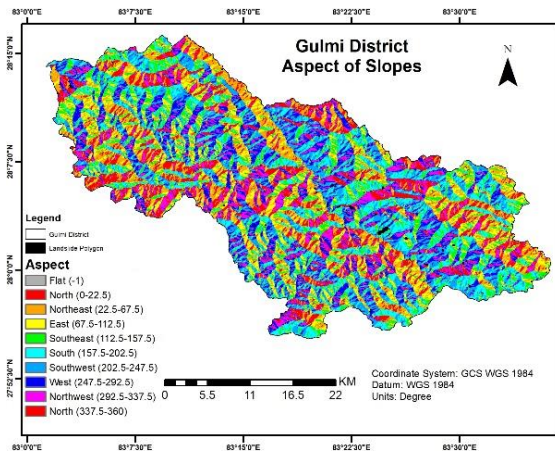 83°0'0"E 83°7'30"E 83°15'0"E 83°22'30"E 83°30'0"E
28°15'0"N
28°7'30"N
28°0'0"N
27°52'30"N
Gulmi District
Aspect of Slopes
N
Legend
Gulmi District
Landslide Polygon
Aspect
Flat (-1)
North (0-22.5)
Northeast (22.5-67.5)
East (67.5-112.5)
Southeast (112.5-157.5)
South (157.5-202.5)
Southwest (202.5-247.5)
West (247.5-292.5)
Northwest (292.5-337.5)
North (337.5-360)
KM
0 5.5 11 16.5 22
Coordinate System: GCS WGS 1984
Datum: WGS 1984
Units: Degree
83°0'0"E 83°7'30"E 83°15'0"E 83°22'30"E 83°30'0"E